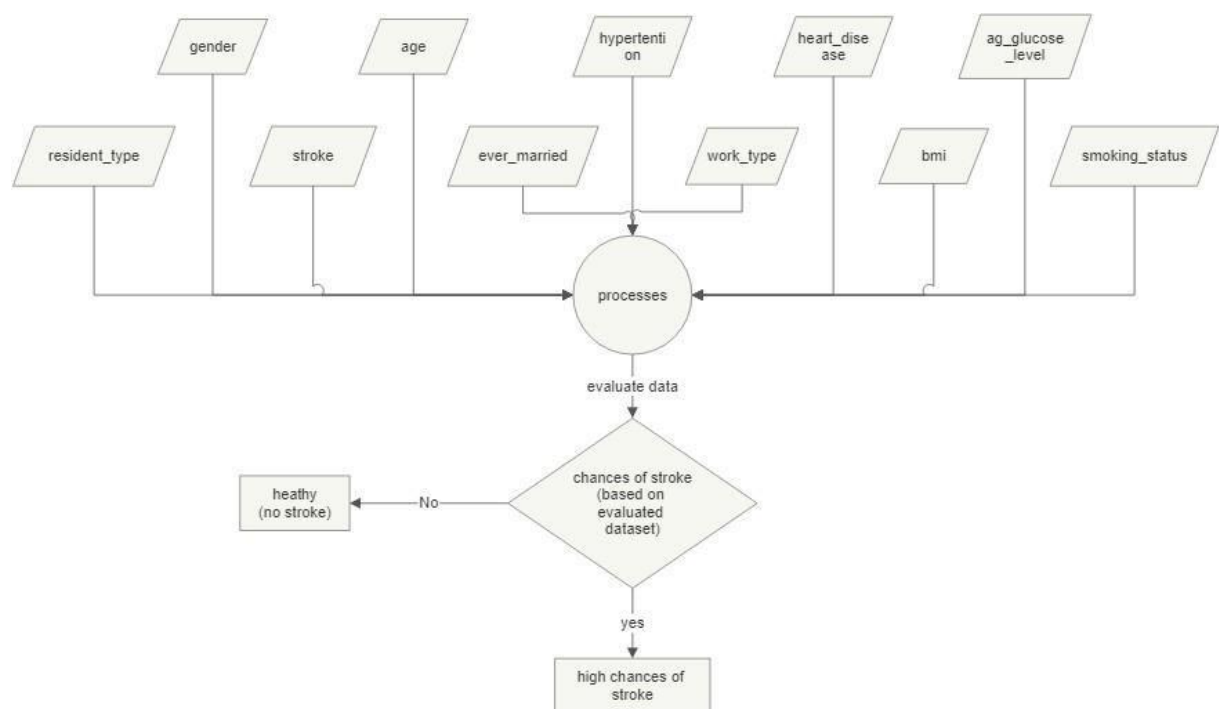 gender
age
hypertenti
on
heart_dise
ase
ag_glucose
_level
resident_type
stroke
ever_married
work_type
bmi
smoking_status
processes
evaluate data
chances of stroke
(based on
evaluated
dataset)
No
heathy
(no stroke)
yes
high chances of
stroke